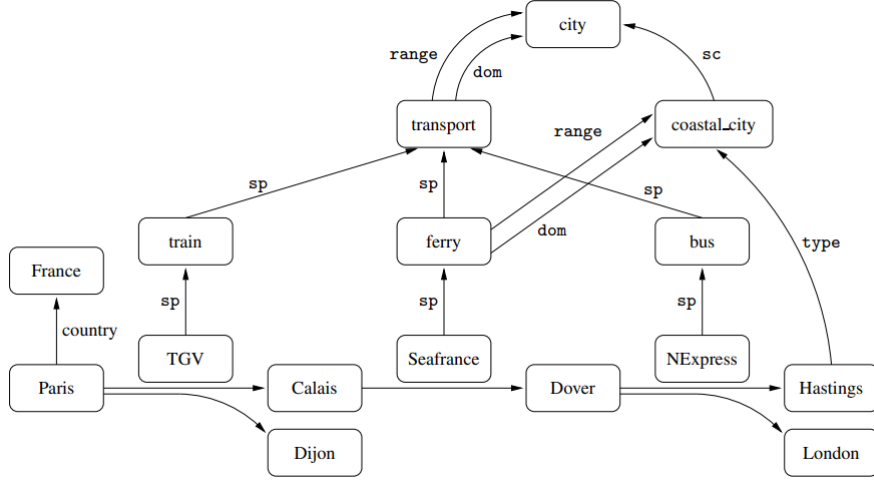 city
range
dom
sc
transport
coastal_city
range
sp
sp
sp
dom
train
ferry
bus
type
France
sp
sp
sp
country
TGV
Seafrance
NExpress
Paris
Calais
Dover
Hastings
Dijon
London